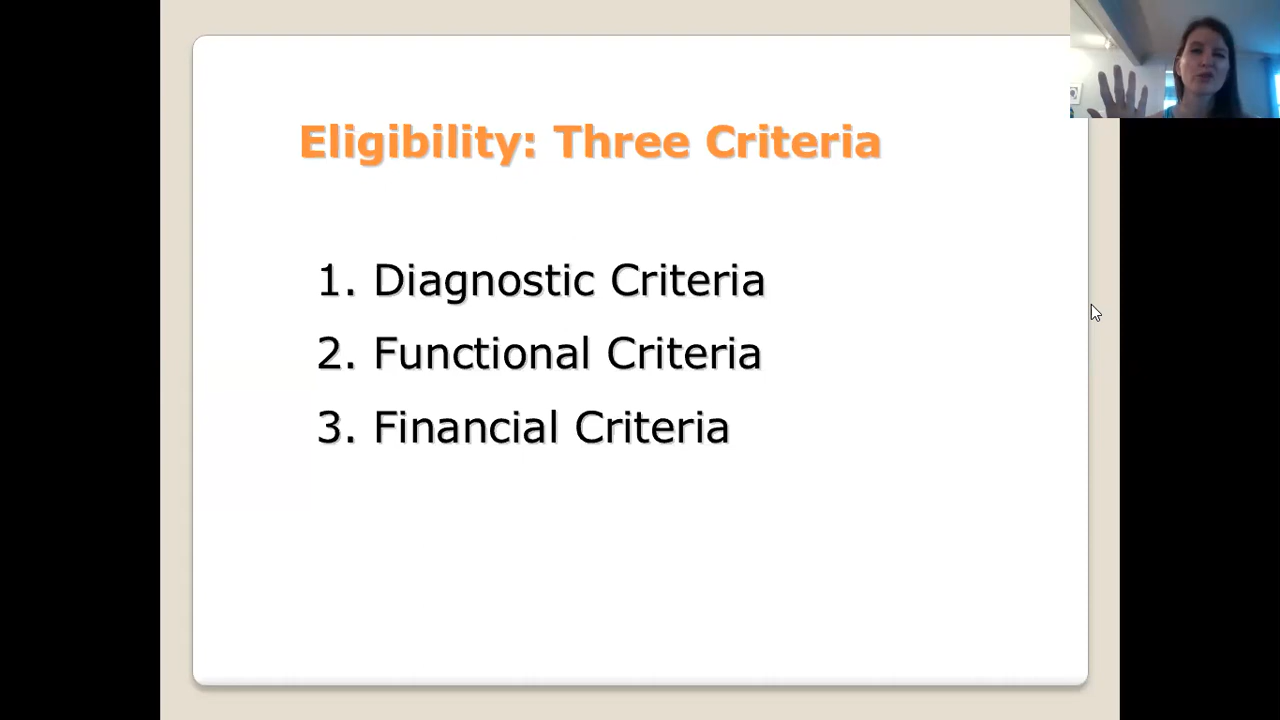 Eligibility: Three Criteria
1. Diagnostic Criteria
2. Functional Criteria
3. Financial Criteria